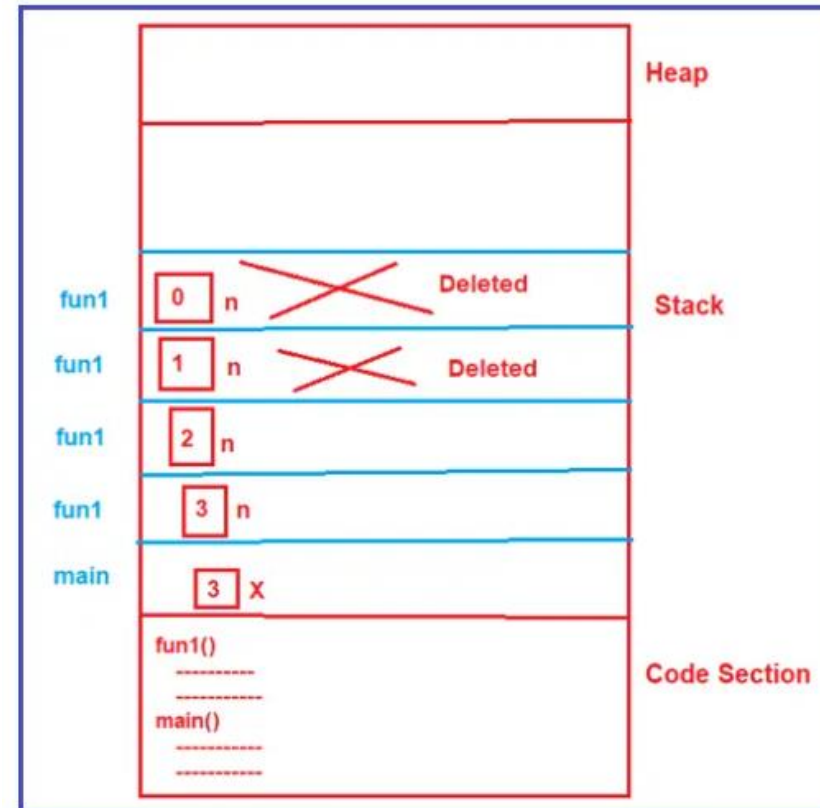 Heap
fun1 0 n Deleted
Stack
fun1 1 n Deleted
fun1 2 n
fun1 3 n
main 3 X
fun1()
----------
-----------
Code Section
main()
-----------
-----------